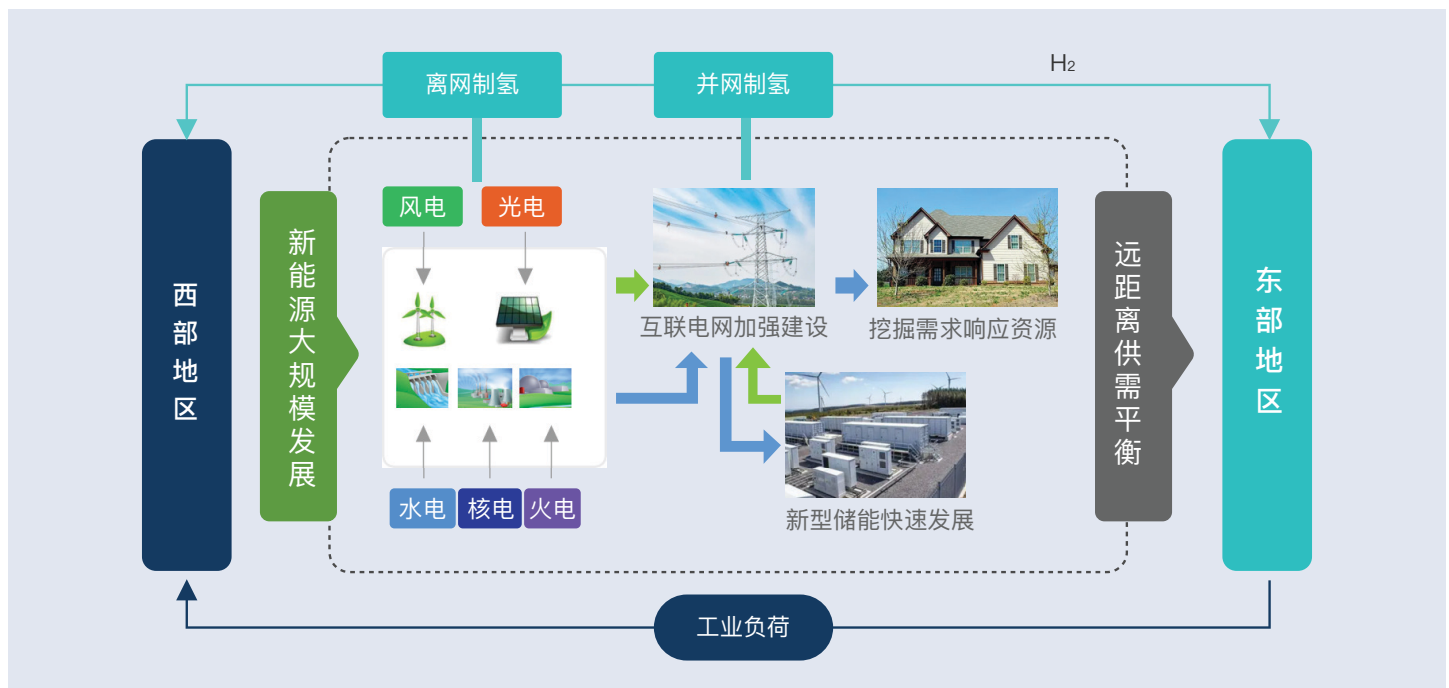 离网制氢
并网制氢
H₂
西部地区
新能源大规模发展
风电
光电
水电
核电
火电
互联电网加强建设
挖掘需求响应资源
新型储能快速发展
远距离供需平衡
东部地区
工业负荷